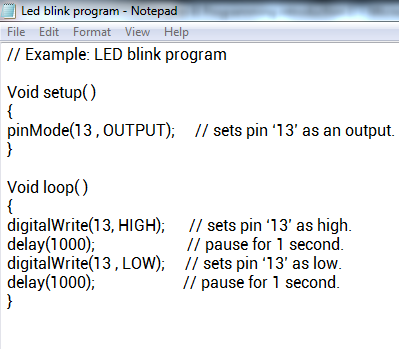 Led blink program - Notepad
File Edit Format View Help
// Example: LED blink program
Void setup( )
{
pinMode(13 , OUTPUT); // sets pin ‘13’ as an output.
}
Void loop( )
{
digitalWrite(13, HIGH); // sets pin ‘13’ as high.
delay(1000); // pause for 1 second.
digitalWrite(13 , LOW); // sets pin ‘13’ as low.
delay(1000); // pause for 1 second.
}